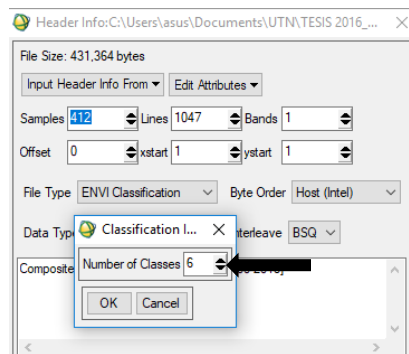 Header Info:C:\Users\asus\Documents\UTN\TESIS 2016_...
File Size: 431,364 bytes
Input Header Info From Edit Attributes
Samples 412 Lines 1047 Bands 1
Offset 0 xstart 1 ystart 1
File Type ENVI Classification Byte Order Host (Intel)
Data Typ nterleave BSQ
Classification I...
Number of Classes 6
Composite
OK Cancel